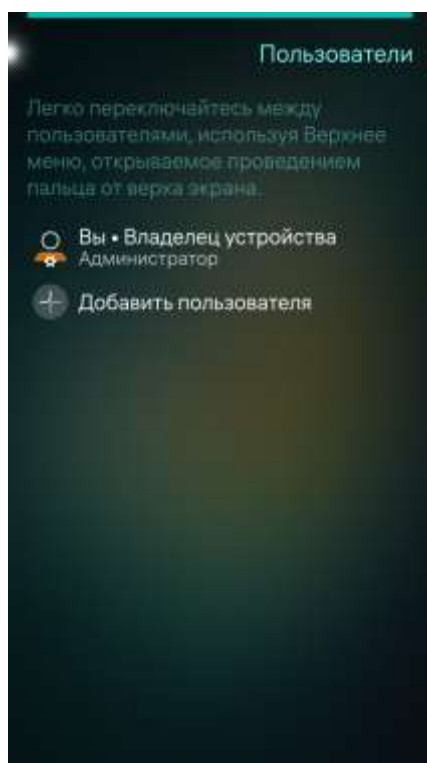 Пользователи
Легко переключайтесь между
пользователями, используя Верхнее
меню, открываемое проведением
пальца от верха экрана.
Вы • Владелец устройства
Администратор
Добавить пользователя